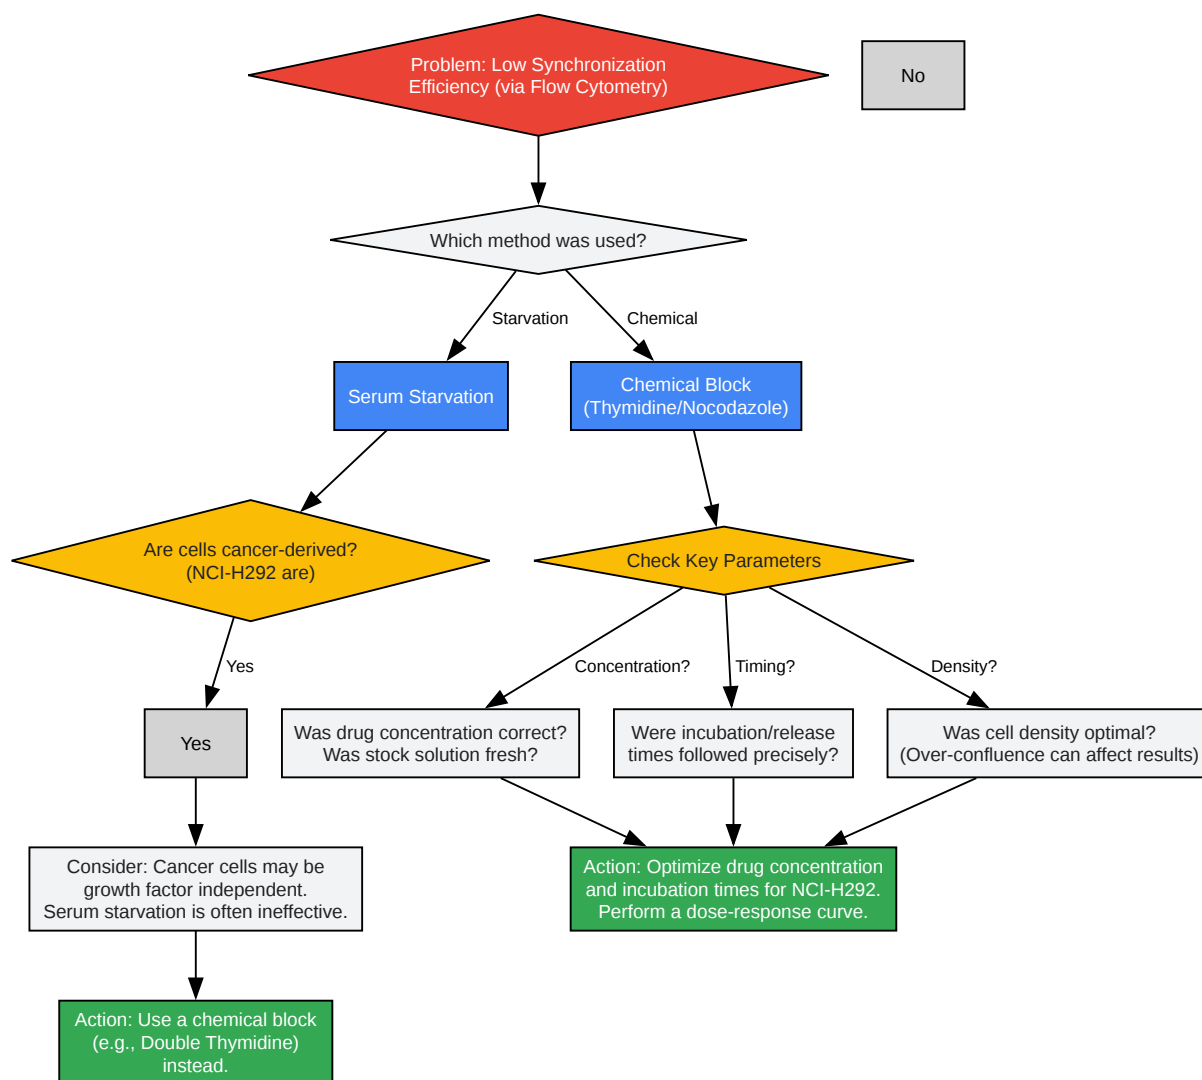 Problem: Low Synchronization
Efficiency (via Flow Cytometry)
No
Which method was used?
Starvation
Chemical
Serum Starvation
Chemical Block
(Thymidine/Nocodazole)
Are cells cancer-derived?
(NCI-H292 are)
Check Key Parameters
Yes
Concentration?
Timing?
Density?
Yes
Was drug concentration correct?
Was stock solution fresh?
Were incubation/release
times followed precisely?
Was cell density optimal?
(Over-confluence can affect results)
Consider: Cancer cells may be
growth factor independent.
Serum starvation is often ineffective.
Action: Optimize drug concentration
and incubation times for NCI-H292.
Perform a dose-response curve.
Action: Use a chemical block
(e.g., Double Thymidine)
instead.